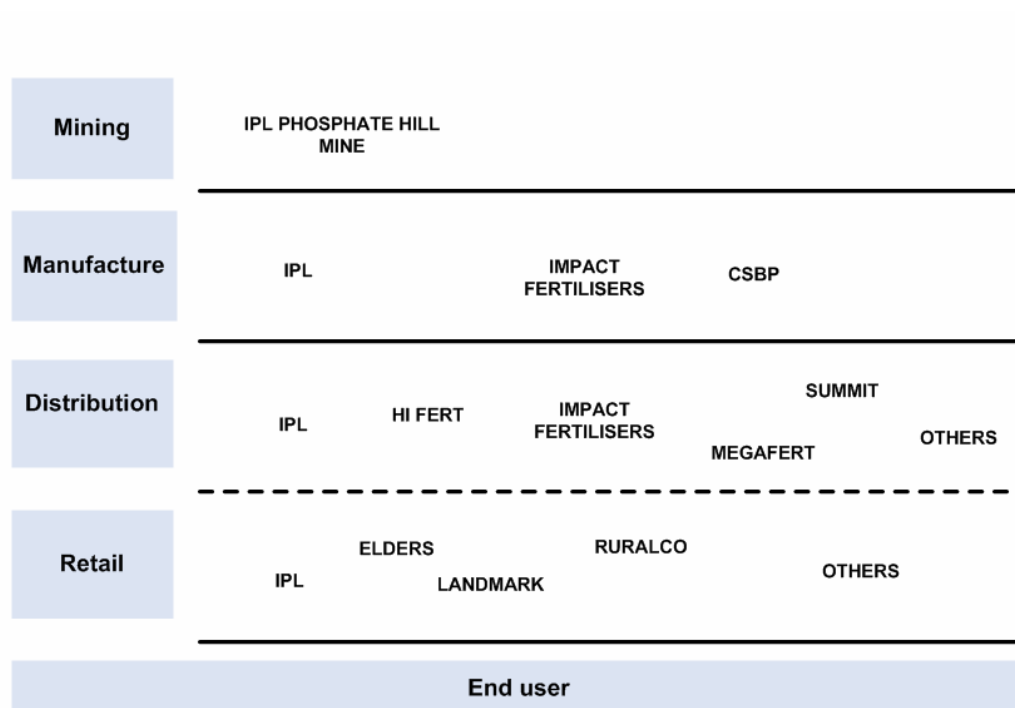 Mining
IPL PHOSPHATE HILL
MINE
Manufacture
IPL
IMPACT
FERTILISERS
CSBP
Distribution
IPL
HI FERT
IMPACT
FERTILISERS
SUMMIT
MEGAFERT
OTHERS
Retail
IPL
ELDERS
LANDMARK
RURALCO
OTHERS
End user